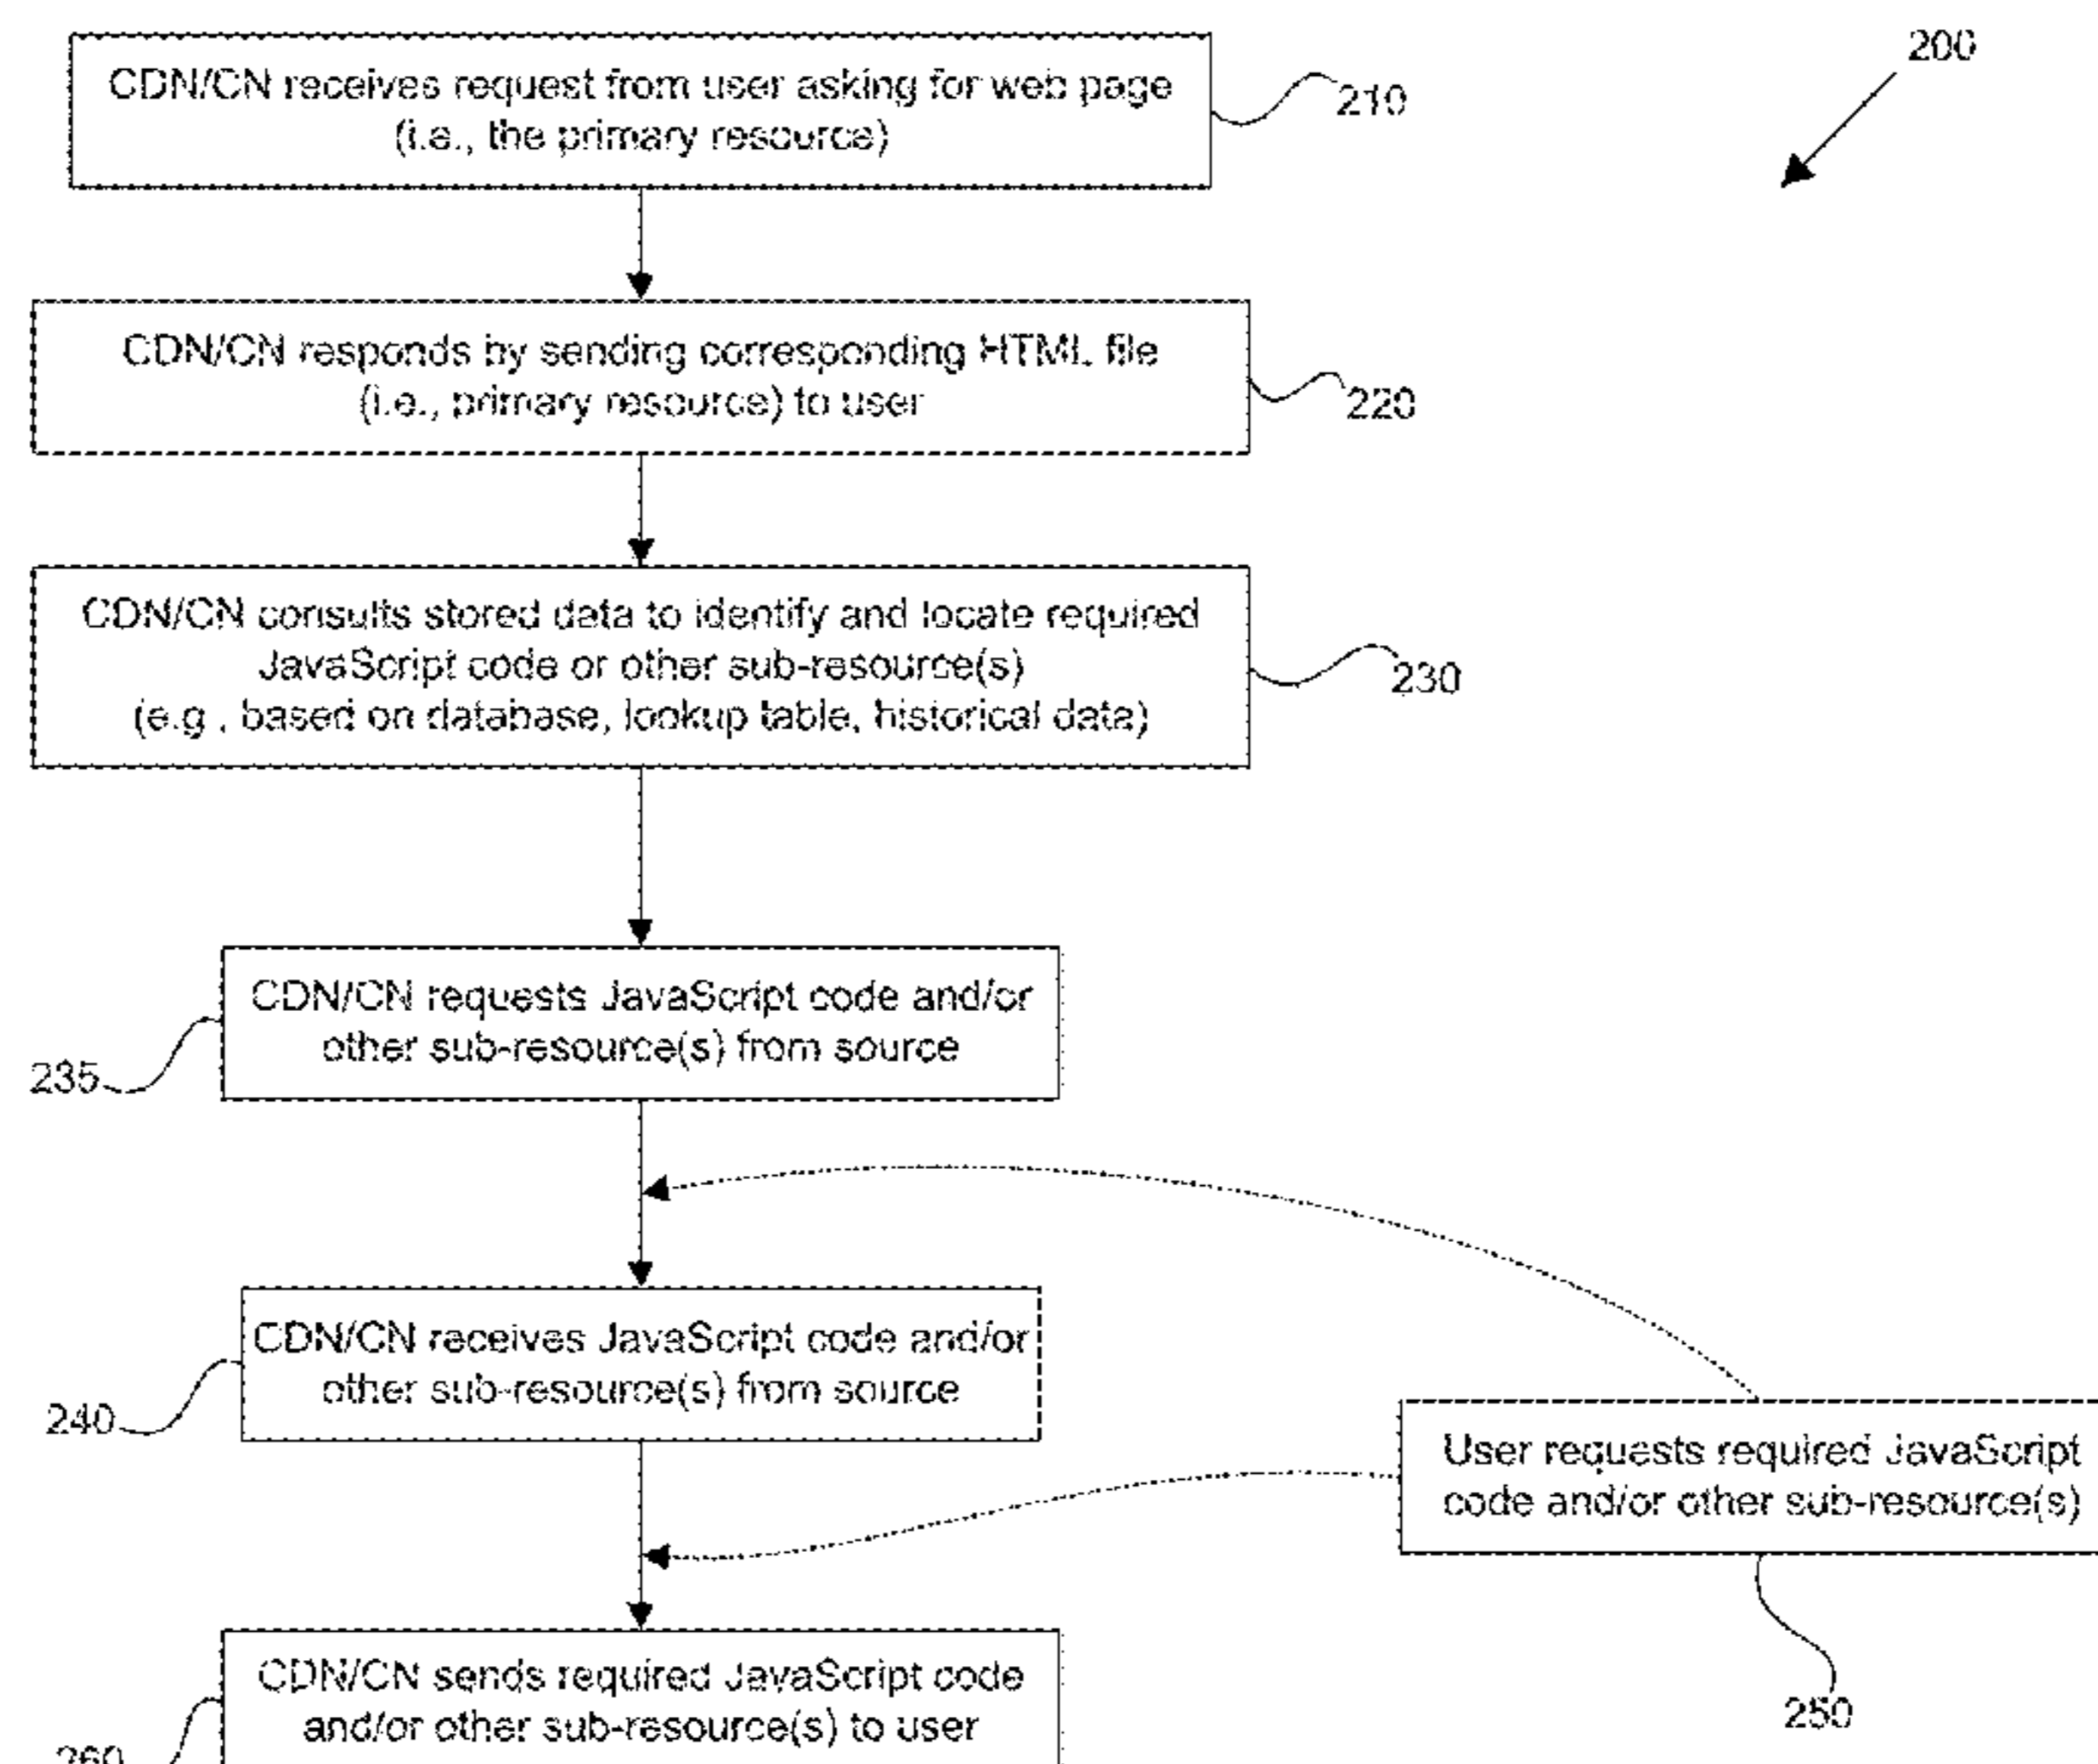 200
CDN/CN receives request from user asking for web page
(i.e., the primary resource)
210
CDN/CN responds by sending corresponding HTML file
(i.e., primary resource) to user
220
CDN/CN consults stored data to identify and locate required
JavaScript code or other sub-resource(s)
(e.g., based on database, lookup table, historical data)
230
CDN/CN requests JavaScript code and/or
other sub-resource(s) from source
235
CDN/CN receives JavaScript code and/or
other sub-resource(s) from source
240
User requests required JavaScript
code and/or other sub-resource(s)
250
CDN/CN sends required JavaScript code
and/or other sub-resource(s) to user
260